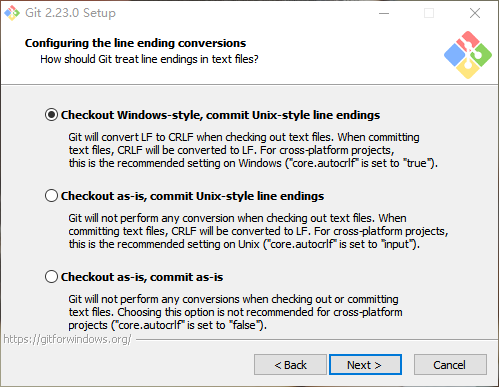 Git 2.23.0 Setup
Configuring the line ending conversions
How should Git treat line endings in text files?
Checkout Windows-style, commit Unix-style line endings
Git will convert LF to CRLF when checking out text files. When committing
text files, CRLF will be converted to LF. For cross-platform projects,
this is the recommended setting on Windows ("core.autocrlf" is set to "true").
Checkout as-is, commit Unix-style line endings
Git will not perform any conversion when checking out text files. When
committing text files, CRLF will be converted to LF. For cross-platform projects,
this is the recommended setting on Unix ("core.autocrlf" is set to "input").
Checkout as-is, commit as-is
Git will not perform any conversions when checking out or committing
text files. Choosing this option is not recommended for cross-platform
projects ("core.autocrlf" is set to "false").
https://gitforwindows.org/
< Back
Next >
Cancel